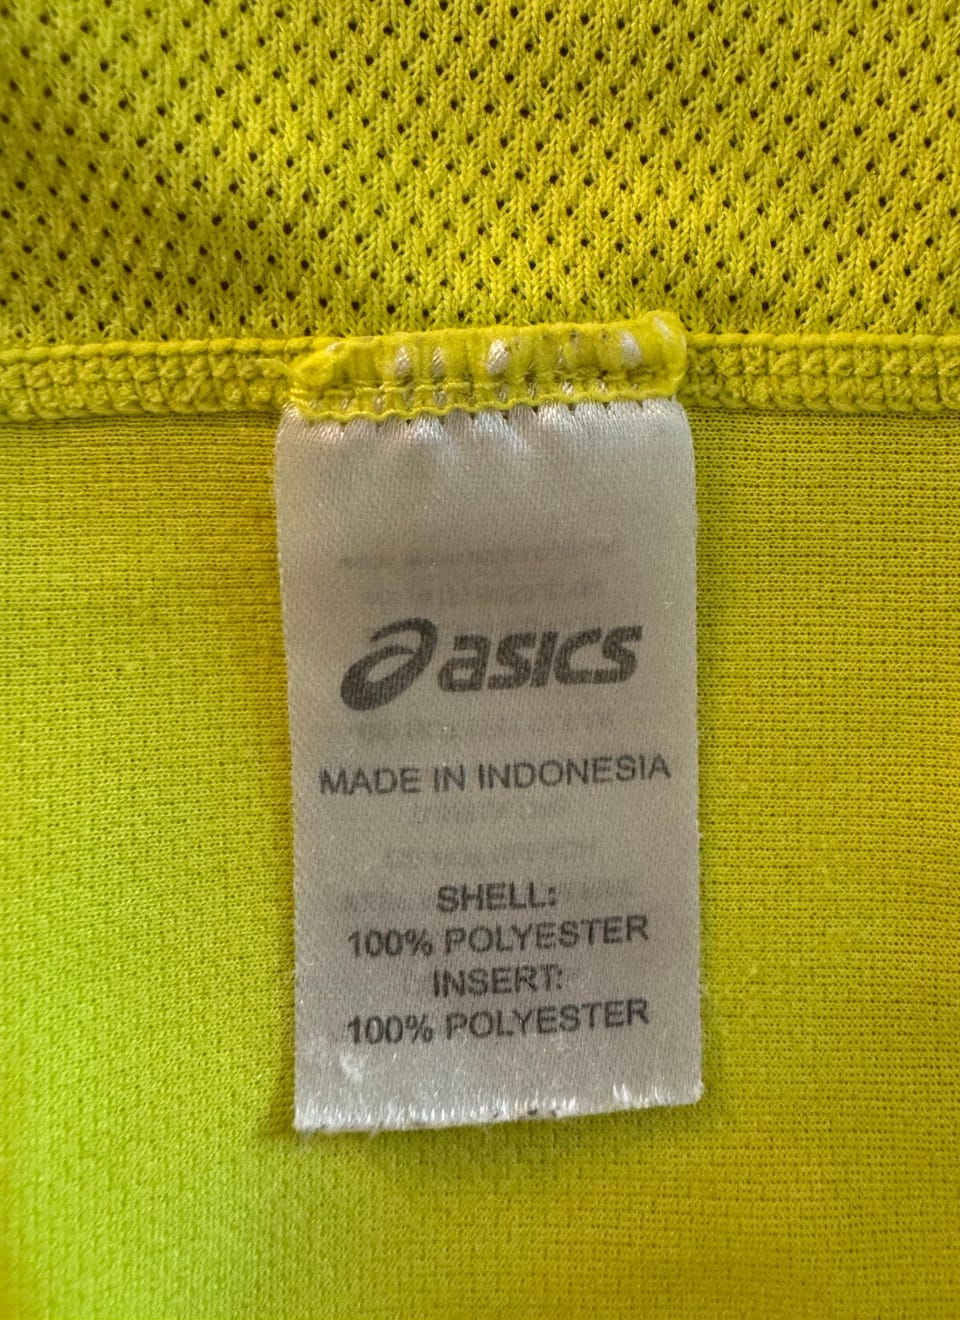 asics
MADE IN INDONESIA
SHELL:
100% POLYESTER
INSERT:
100% POLYESTER